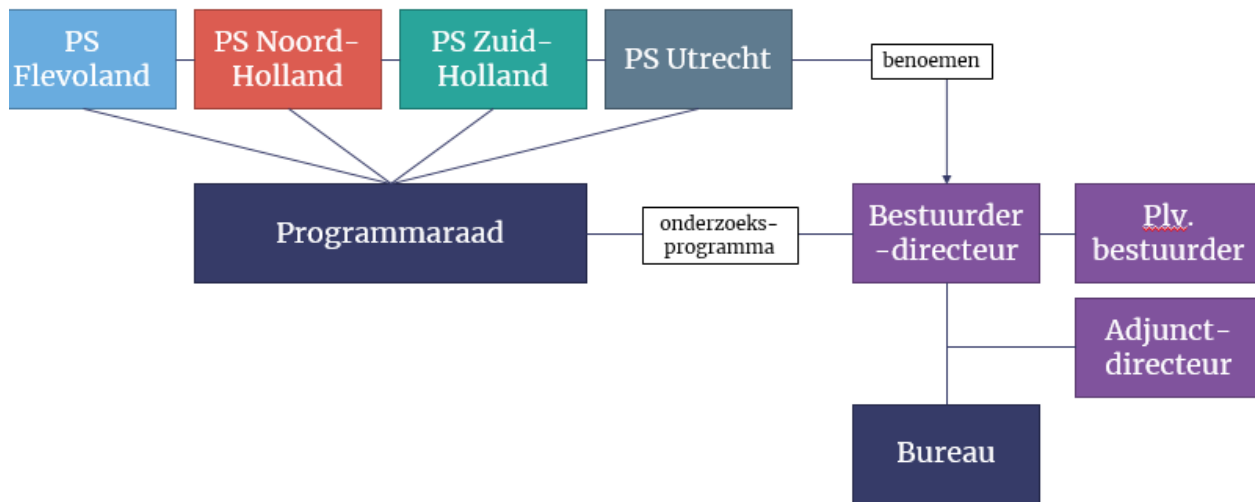 PS
Flevoland
PS Noord-
Holland
PS Zuid-
Holland
PS Utrecht
benoemen
Programmaraad
onderzoeks-
programma
Bestuurder
-directeur
Plv.
bestuurder
Adjunct-
directeur
Bureau